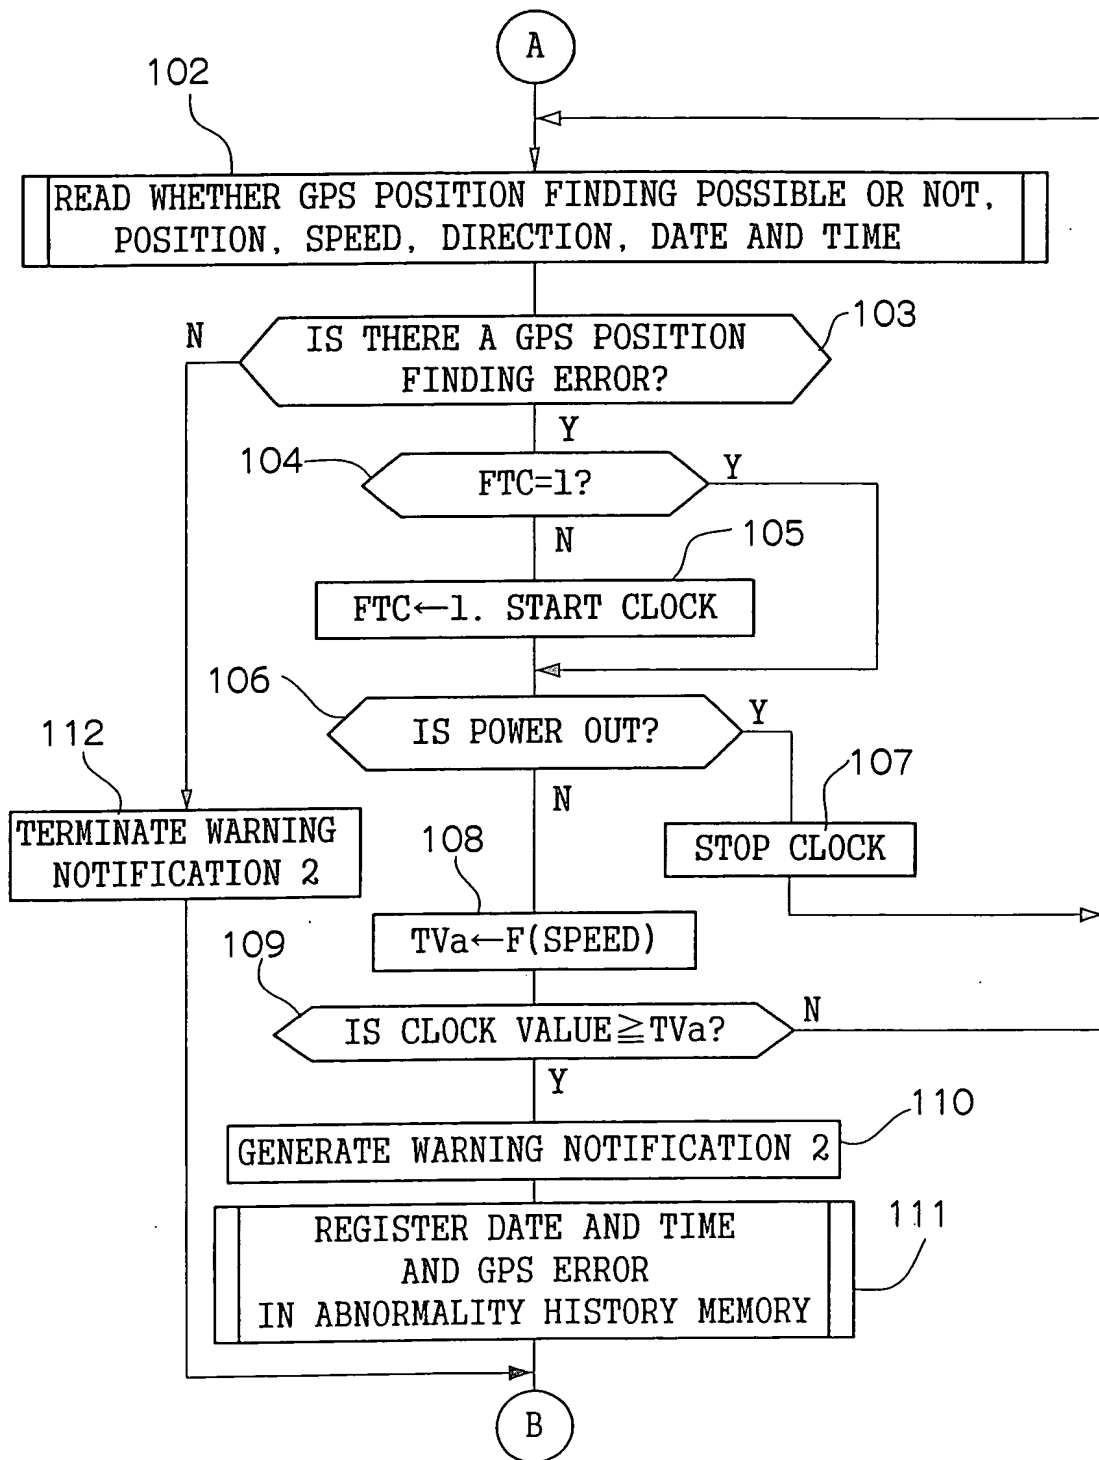 A
102
READ WHETHER GPS POSITION FINDING POSSIBLE OR NOT,
POSITION, SPEED, DIRECTION, DATE AND TIME
103
N
IS THERE A GPS POSITION
FINDING ERROR?
Y
104
FTC=1?
Y
N
105
FTC←1. START CLOCK
106
IS POWER OUT?
Y
N
107
STOP CLOCK
112
TERMINATE WARNING
NOTIFICATION 2
108
TVa←F(SPEED)
109
IS CLOCK VALUE≧TVa?
N
Y
110
GENERATE WARNING NOTIFICATION 2
111
REGISTER DATE AND TIME
AND GPS ERROR
IN ABNORMALITY HISTORY MEMORY
B